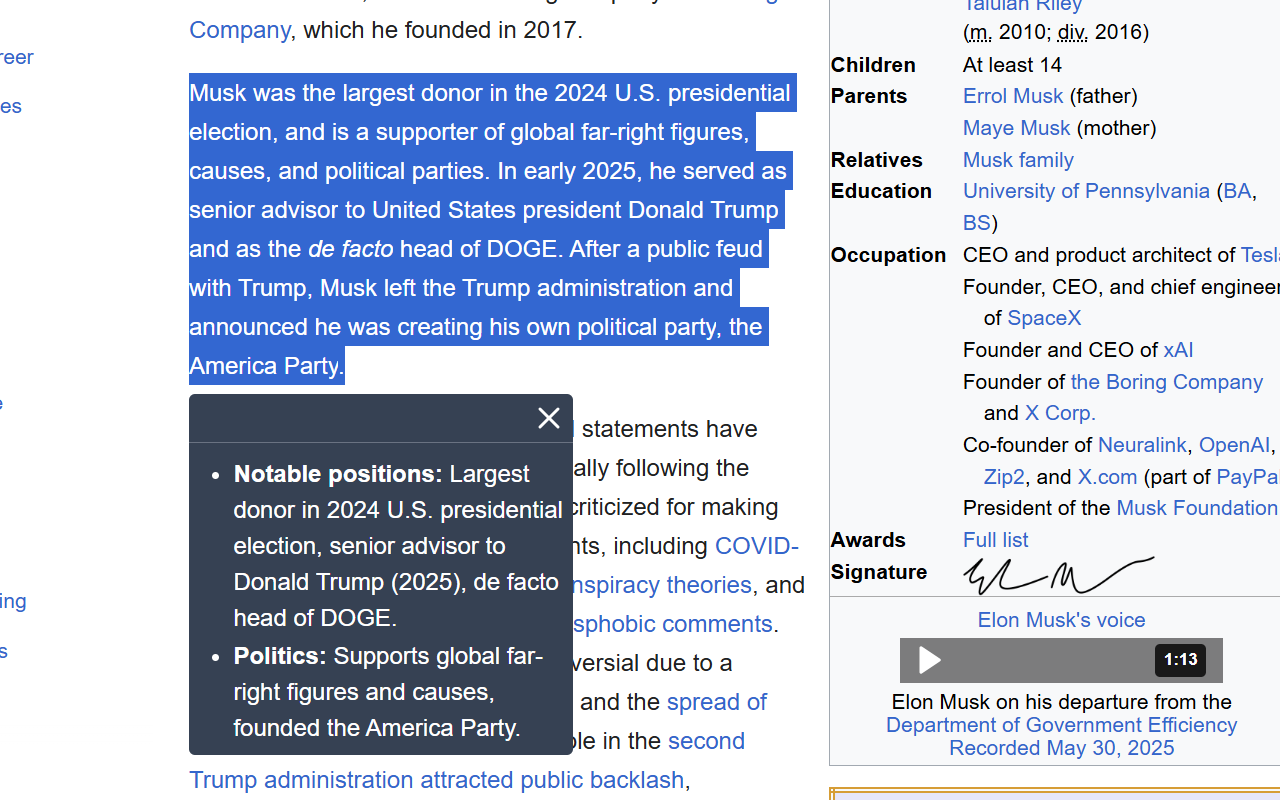 Company, which he founded in 2017.
reer
es
ing
s
Musk was the largest donor in the 2024 U.S. presidential
election, and is a supporter of global far-right figures,
causes, and political parties. In early 2025, he served as
senior advisor to United States president Donald Trump
and as the de facto head of DOGE. After a public feud
with Trump, Musk left the Trump administration and
announced he was creating his own political party, the
America Party.
• Notable positions: Largest
donor in 2024 U.S. presidential
election, senior advisor to
Donald Trump (2025), de facto
head of DOGE.
• Politics: Supports global far-
right figures and causes,
founded the America Party.
statements have
ally following the
criticized for making
nts, including COVID-
nspiracy theories, and
sphobic comments.
versial due to a
and the spread of
ole in the second
Trump administration attracted public backlash,
Talulah Riley
(m. 2010; div. 2016)
Children At least 14
Parents Errol Musk (father)
Maye Musk (mother)
Relatives Musk family
Education University of Pennsylvania (BA,
BS)
Occupation CEO and product architect of Tesla
Founder, CEO, and chief engineer
of SpaceX
Founder and CEO of xAI
Founder of the Boring Company
and X Corp.
Co-founder of Neuralink, OpenAI,
Zip2, and X.com (part of PayPal
President of the Musk Foundation
Awards Full list
Signature
Elon Musk's voice
1:13
Elon Musk on his departure from the
Department of Government Efficiency
Recorded May 30, 2025